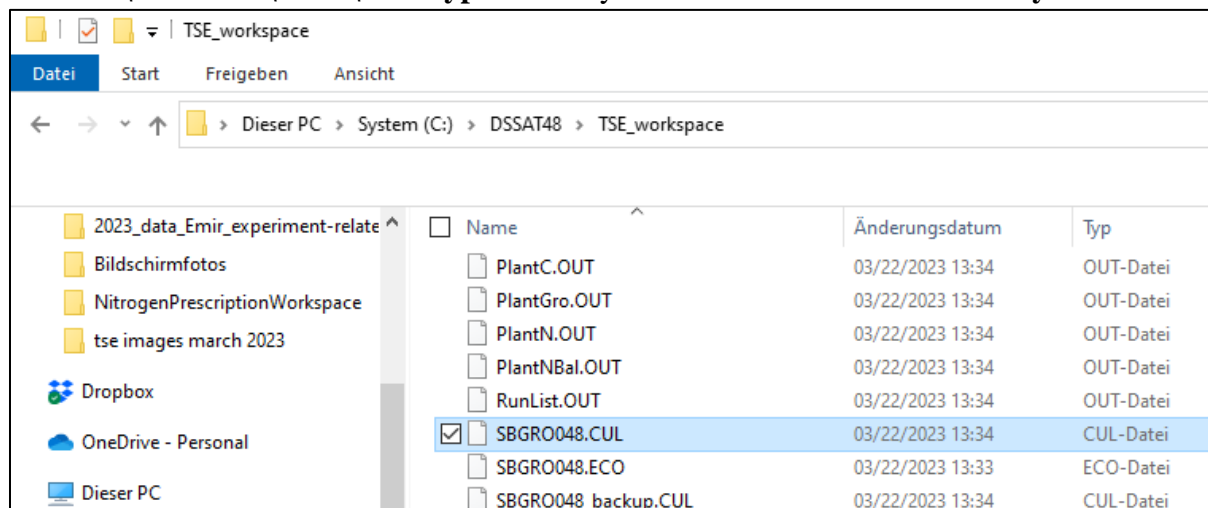 TSE_workspace
Datei Start Freigeben Ansicht
Dieser PC > System (C:) > DSSAT48 > TSE_workspace
Name Änderungsdatum Typ
2023_data_Emir_experiment-relate
Bildschirmfotos
NitrogenPrescriptionWorkspace
tse images march 2023
Dropbox
OneDrive - Personal
Dieser PC
PlantC.OUT 03/22/2023 13:34 OUT-Datei
PlantGro.OUT 03/22/2023 13:34 OUT-Datei
PlantN.OUT 03/22/2023 13:34 OUT-Datei
PlantNBal.OUT 03/22/2023 13:34 OUT-Datei
RunList.OUT 03/22/2023 13:34 OUT-Datei
SBGRO048.CUL 03/22/2023 13:34 CUL-Datei
SBGRO048.ECO 03/22/2023 13:33 ECO-Datei
SBGRO048_backup.CUL 03/22/2023 13:34 CUL-Datei